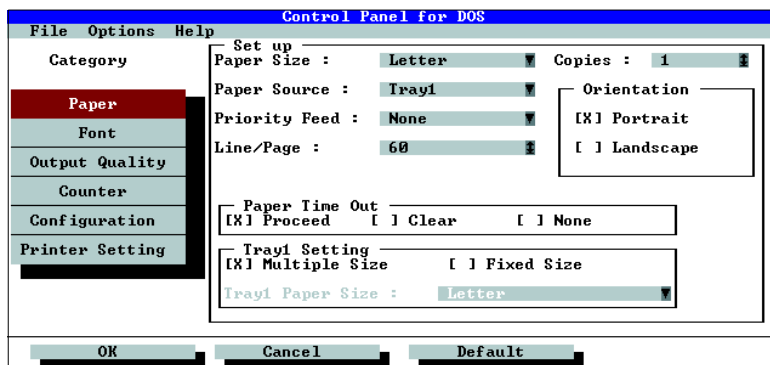 Control Panel for DOS
File Options Help
Category
Paper
Font
Output Quality
Counter
Configuration
Printer Setting
Set up
Paper Size : Letter
Paper Source : Tray1
Priority Feed : None
Line/Page : 60
Copies : 1
Orientation
[X] Portrait
[ ] Landscape
Paper Time Out
[X] Proceed [ ] Clear [ ] None
Tray1 Setting
[X] Multiple Size [ ] Fixed Size
Tray1 Paper Size : Letter
OK Cancel Default